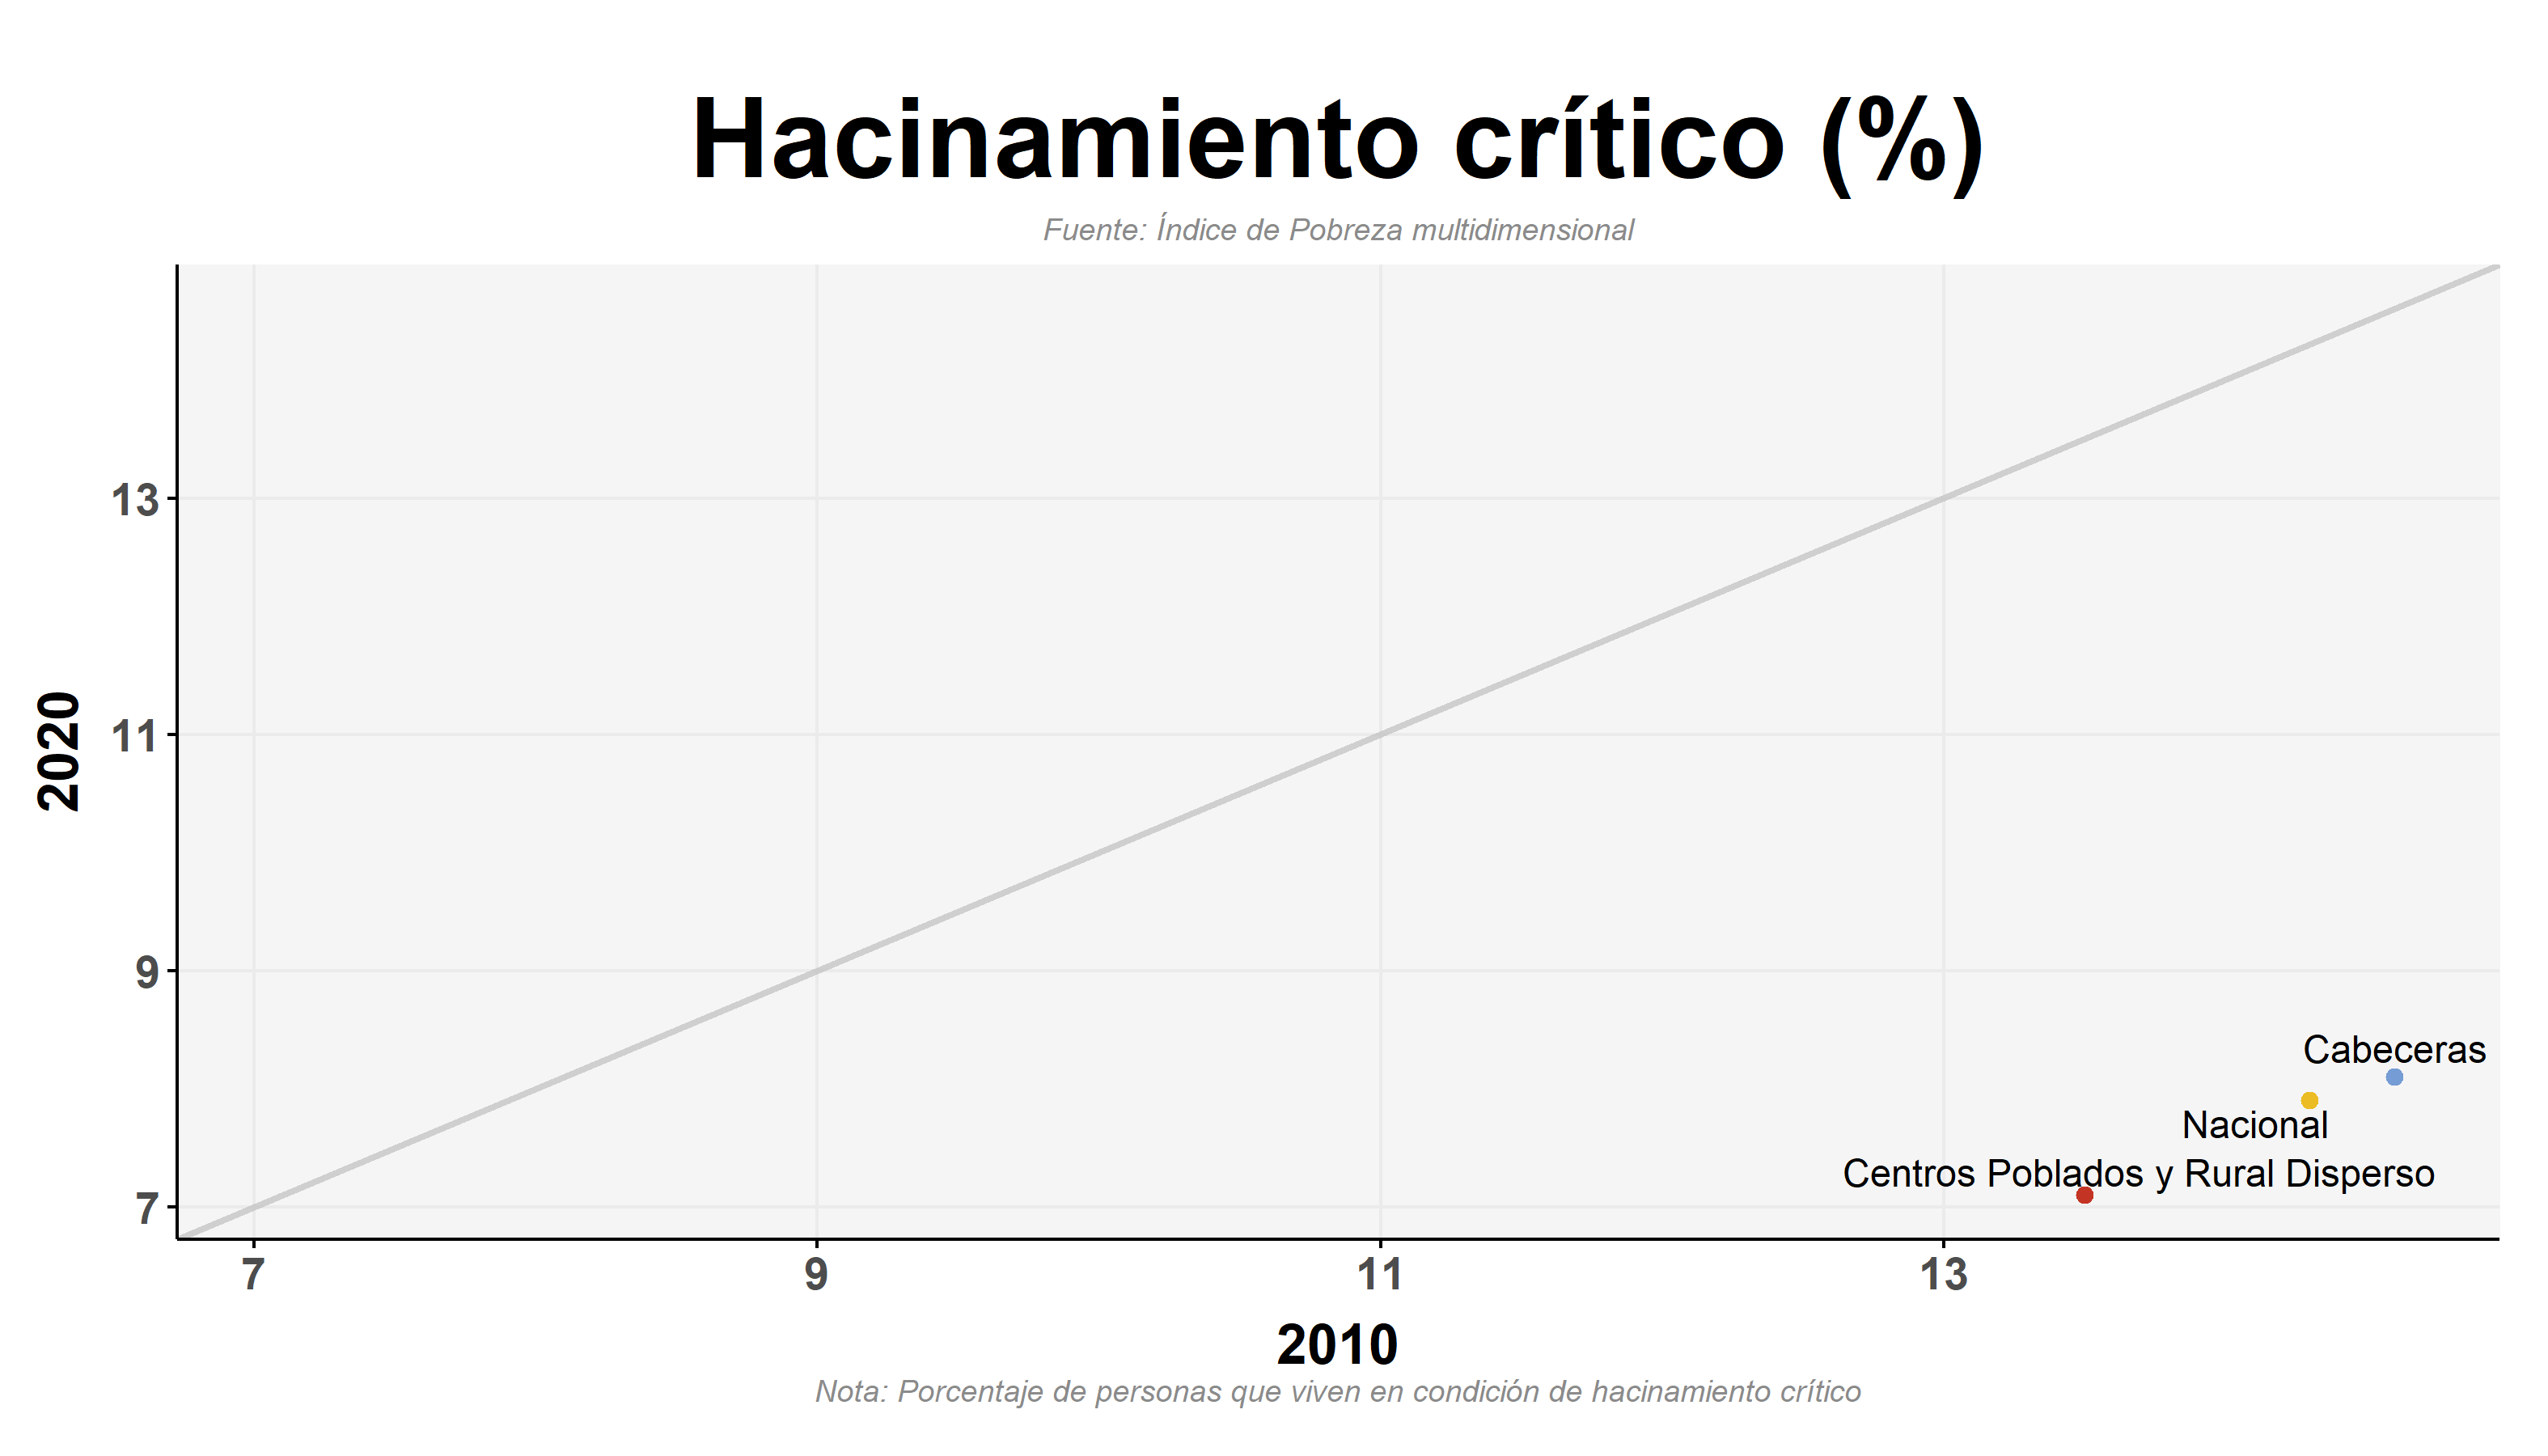 Hacinamiento crítico (%)
Fuente: Índice de Pobreza multidimensional
2020
13
11
9
7
Cabeceras
Nacional
Centros Poblados y Rural Disperso
7
9
11
13
2010
Nota: Porcentaje de personas que viven en condición de hacinamiento crítico